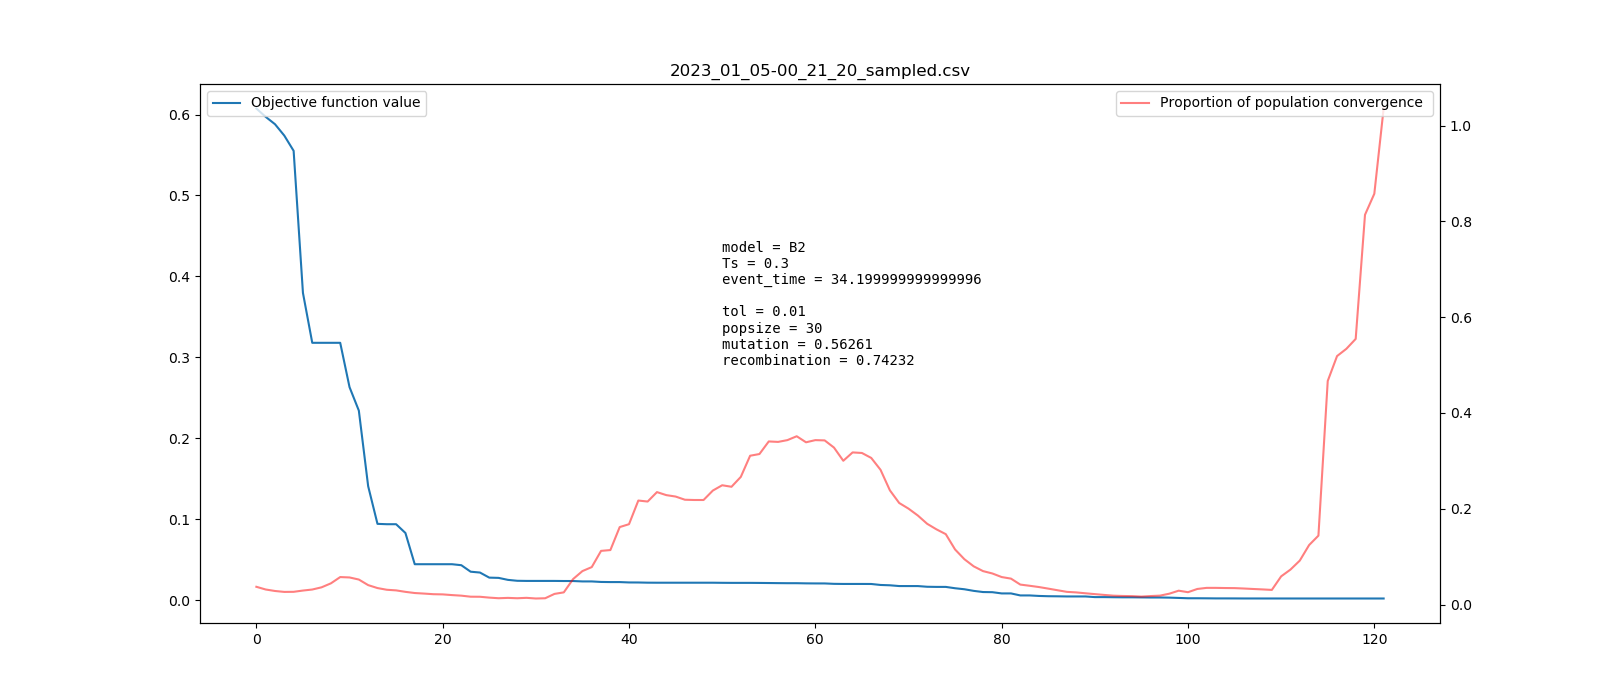 2023_01_05-00_21_20_sampled.csv
Objective function value
Proportion of population convergence
0.6
0.5
0.4
0.3
0.2
0.1
0.0
1.0
0.8
0.6
0.4
0.2
0.0
model = B2
Ts = 0.3
event_time = 34.199999999999996
tol = 0.01
popsize = 30
mutation = 0.56261
recombination = 0.74232
0 20 40 60 80 100 120